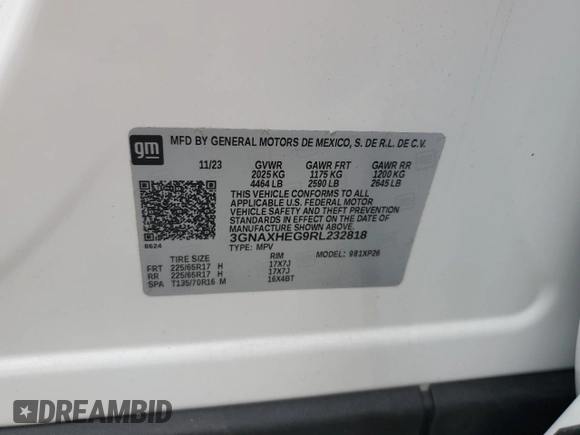 gm
MFD BY GENERAL MOTORS DE MEXICO, S. DE R.L. DE C.V.
11/23 GVWR GAWR FRT GAWR RR
2025 KG 1175 KG 1200 KG
4464 LB 2590 LB 2645 LB
THIS VEHICLE CONFORMS TO ALL
APPLICABLE U.S. FEDERAL MOTOR
VEHICLE SAFETY AND THEFT PREVENTION
STANDARDS IN EFFECT ON THE DATE OF
MANUFACTURE SHOWN ABOVE.
3GNAXHEG9RL232818
8624
TYPE: MPV MODEL: 981XP26
TIRE SIZE RIM
FRT 225/65R17 H 17X7J
RR 225/65R17 H 17X7J
SPA T135/70R16 M 16X4BT
DREAMBID